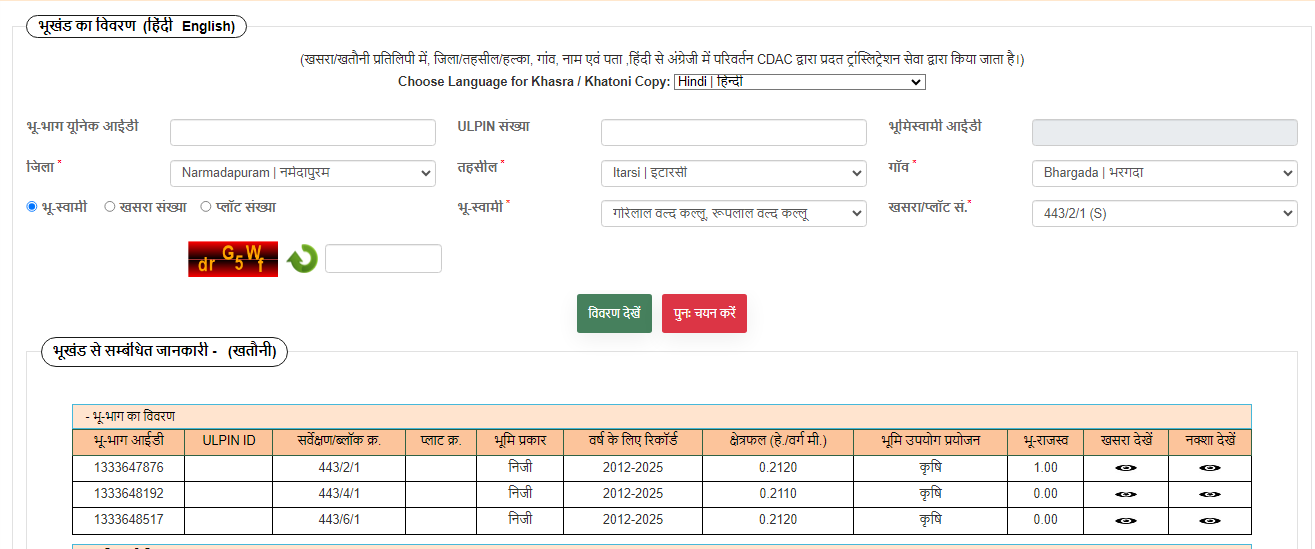 भूखंड का विवरण (हिंदी English)
(खसरा/खतौनी प्रतिलिपी में, जिला/तहसील/हल्का, गांव, नाम एवं पता ,हिंदी से अंग्रेजी में परिवर्तन CDAC द्वारा प्रदत ट्रांस्लिट्रेशन सेवा द्वारा किया जाता है।)
Choose Language for Khasra / Khatoni Copy: Hindi | हिन्दी
भू-भाग यूनिक आईडी ULPIN संख्या भूमिस्वामी आईडी
जिला * Narmadapuram | नर्मदापुरम तहसील * Itarsi | इटारसी गॉव * Bhargada | भरगदा
भू-स्वामी खसरा संख्या प्लॉट संख्या भू-स्वामी * गोरेलाल वल्द कल्लू, रूपलाल वल्द कल्लू खसरा/प्लॉट सं.* 443/2/1 (S)
dr G5Wf
विवरण देखें पुनः चयन करें
भूखंड से सम्बंधित जानकारी - (खतौनी)
- भू-भाग का विवरण
भू-भाग आईडी ULPIN ID सर्वेक्षण/ब्लॉक क्र. प्लाट क्र. भूमि प्रकार वर्ष के लिए रिकॉर्ड क्षेत्रफल (हे./वर्ग मी.) भूमि उपयोग प्रयोजन भू-राजस्व खसरा देखें नक्शा देखें
1333647876 443/2/1 निजी 2012-2025 0.2120 कृषि 1.00
1333648192 443/4/1 निजी 2012-2025 0.2110 कृषि 0.00
1333648517 443/6/1 निजी 2012-2025 0.2120 कृषि 0.00